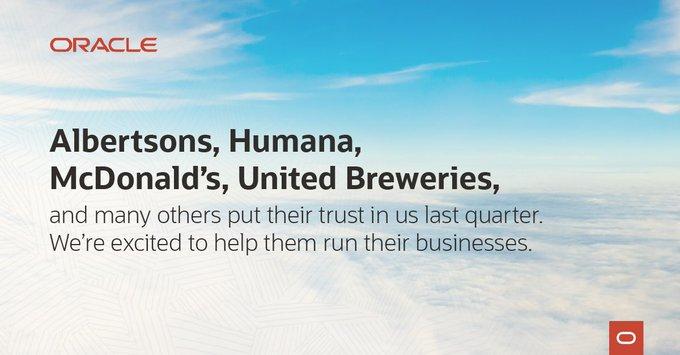 ORACLE
Albertsons, Humana,
McDonald’s, United Breweries,
and many others put their trust in us last quarter.
We’re excited to help them run their businesses.